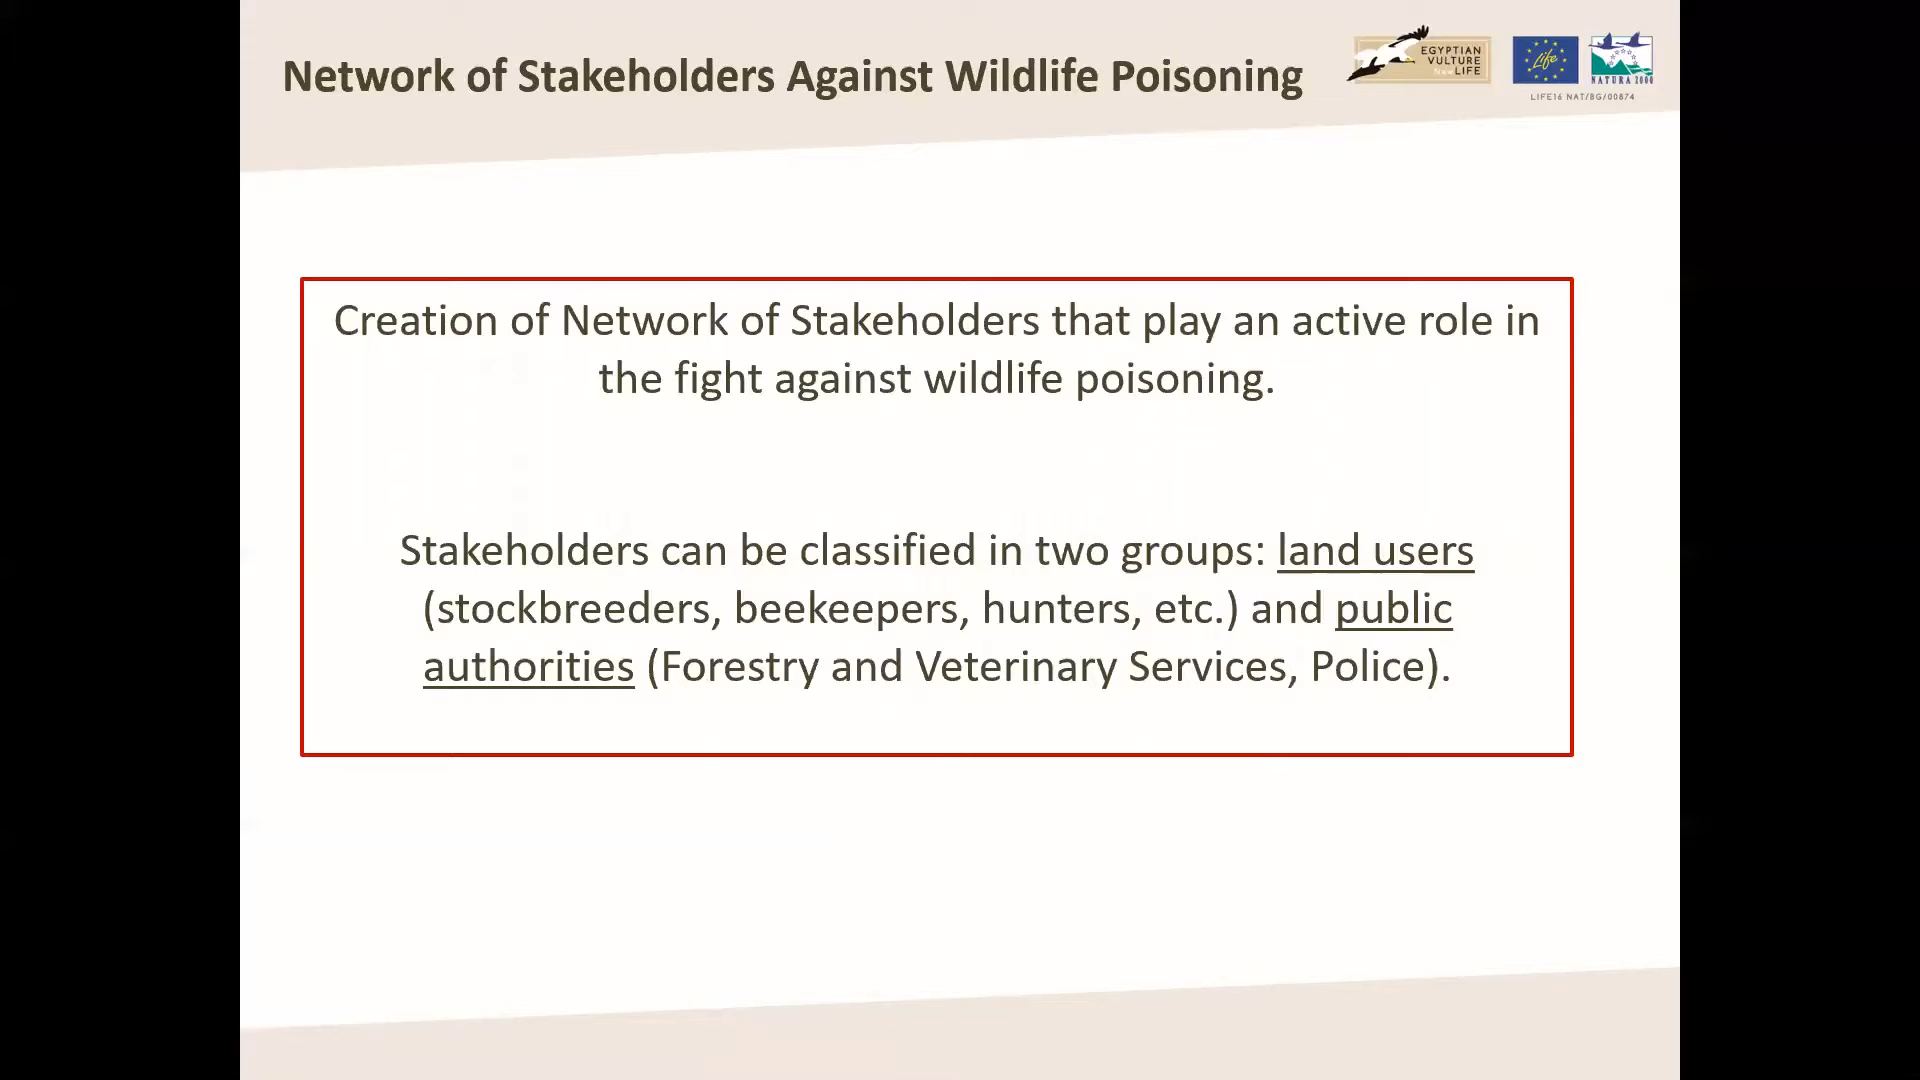 Network of Stakeholders Against Wildlife Poisoning
EGYPTIAN
VULTURE
New LIFE
Life
NATURA 2000
LIFE16 NAT/BG/00874
Creation of Network of Stakeholders that play an active role in
the fight against wildlife poisoning.
Stakeholders can be classified in two groups: land users
(stockbreeders, beekeepers, hunters, etc.) and public
authorities (Forestry and Veterinary Services, Police).